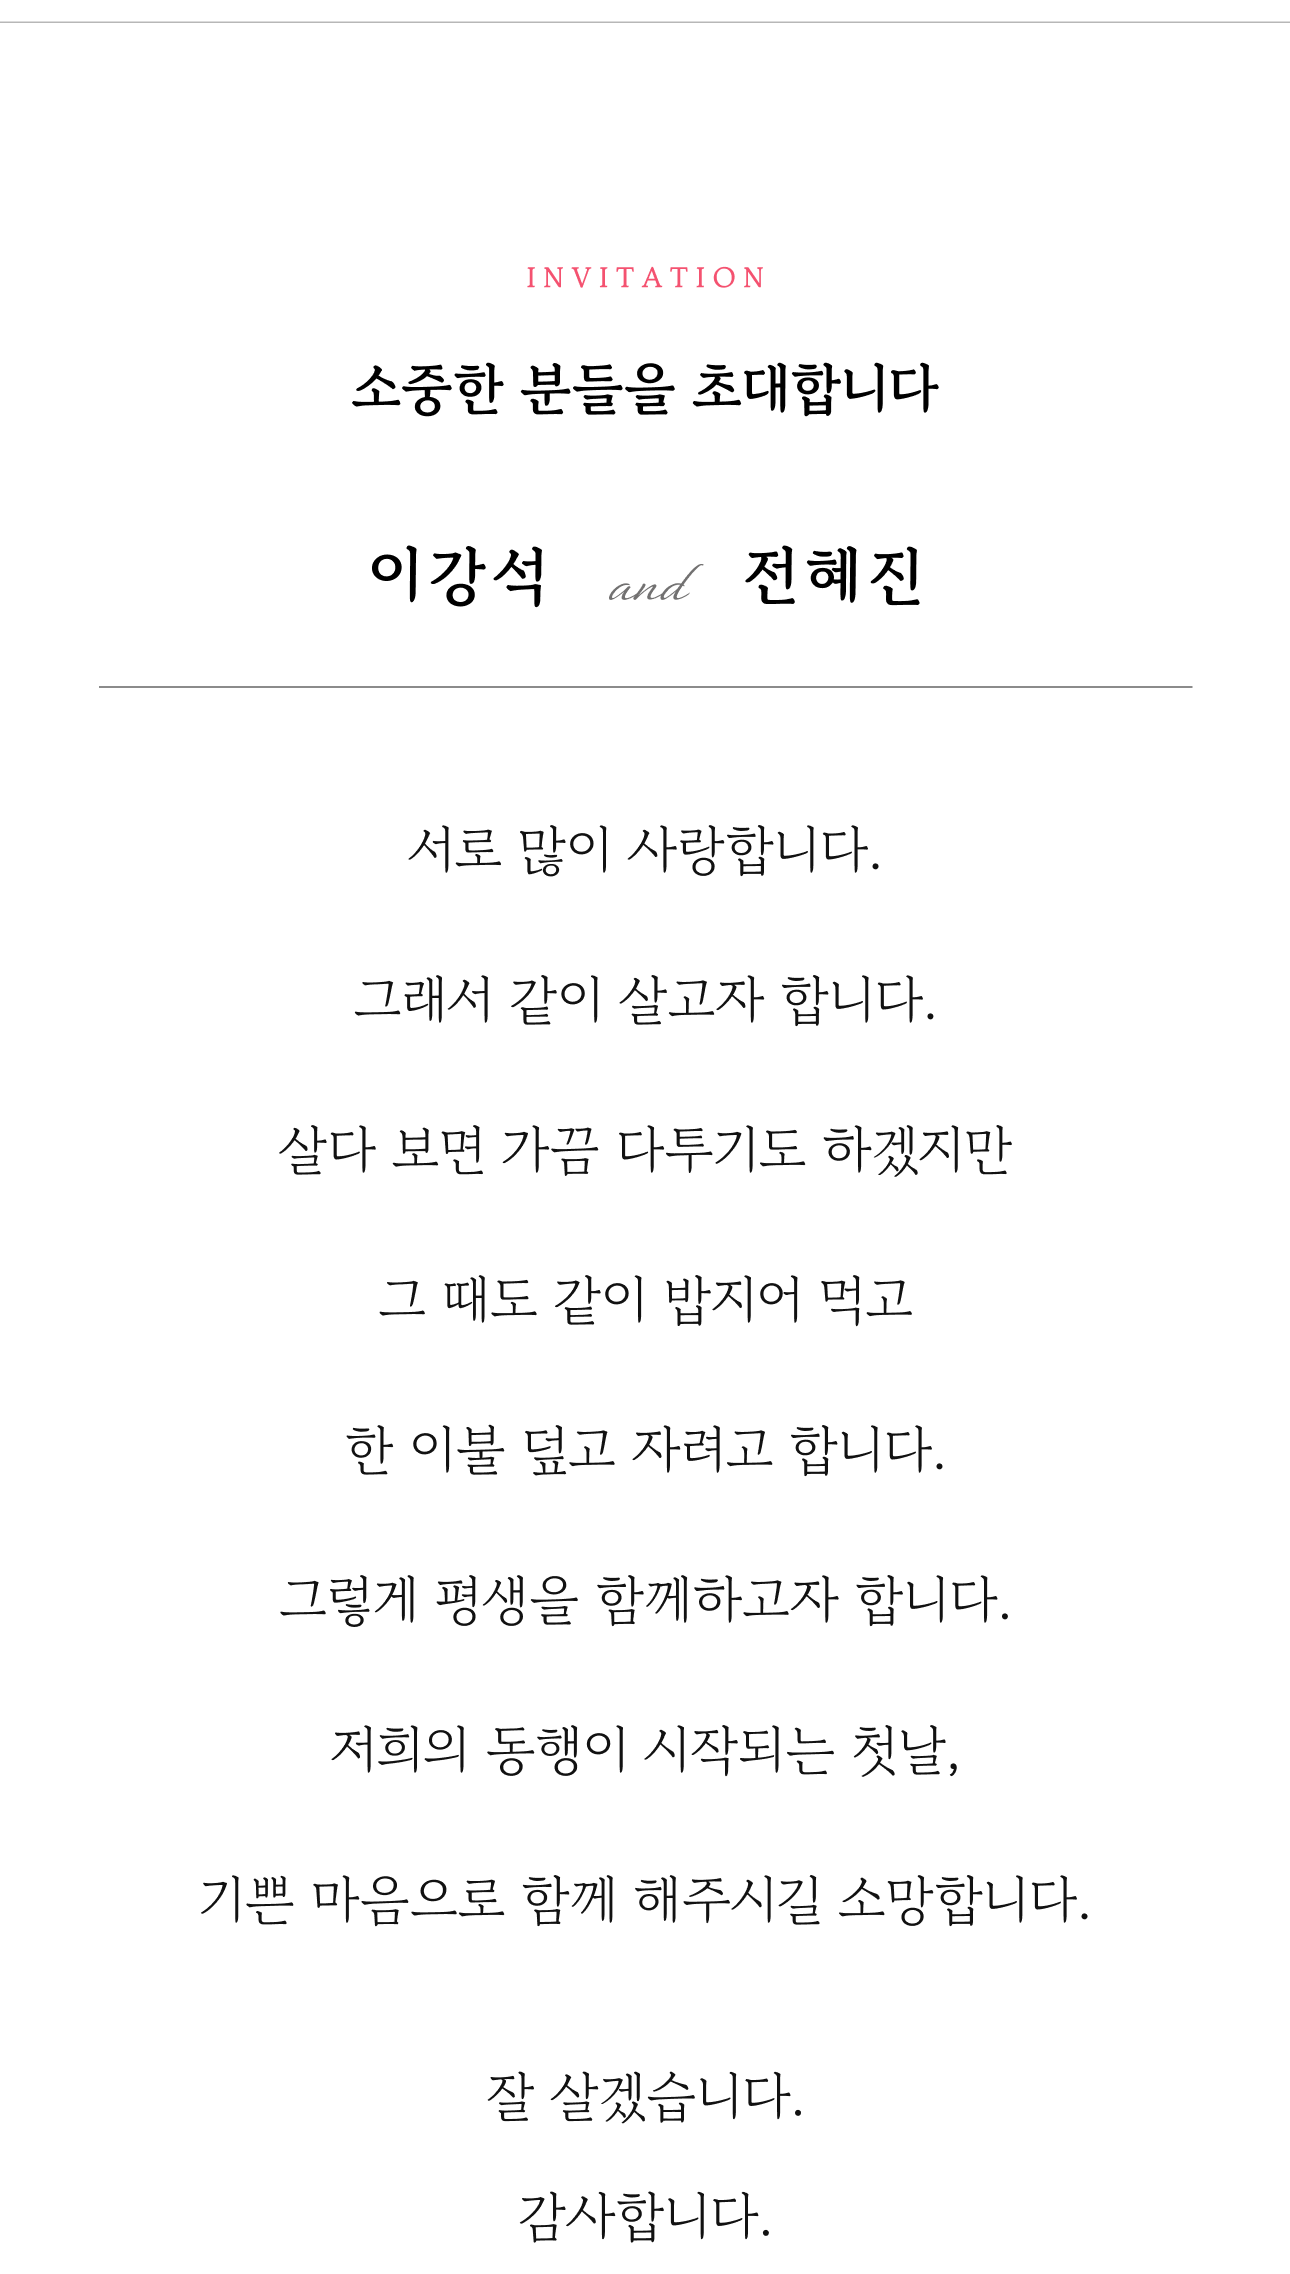 INVITATION
소중한 분들을 초대합니다
이강석 and 전혜진
서로 많이 사랑합니다.
그래서 같이 살고자 합니다.
살다 보면 가끔 다투기도 하겠지만
그 때도 같이 밥지어 먹고
한 이불 덮고 자려고 합니다.
그렇게 평생을 함께하고자 합니다.
저희의 동행이 시작되는 첫날,
기쁜 마음으로 함께 해주시길 소망합니다.
잘 살겠습니다.
감사합니다.